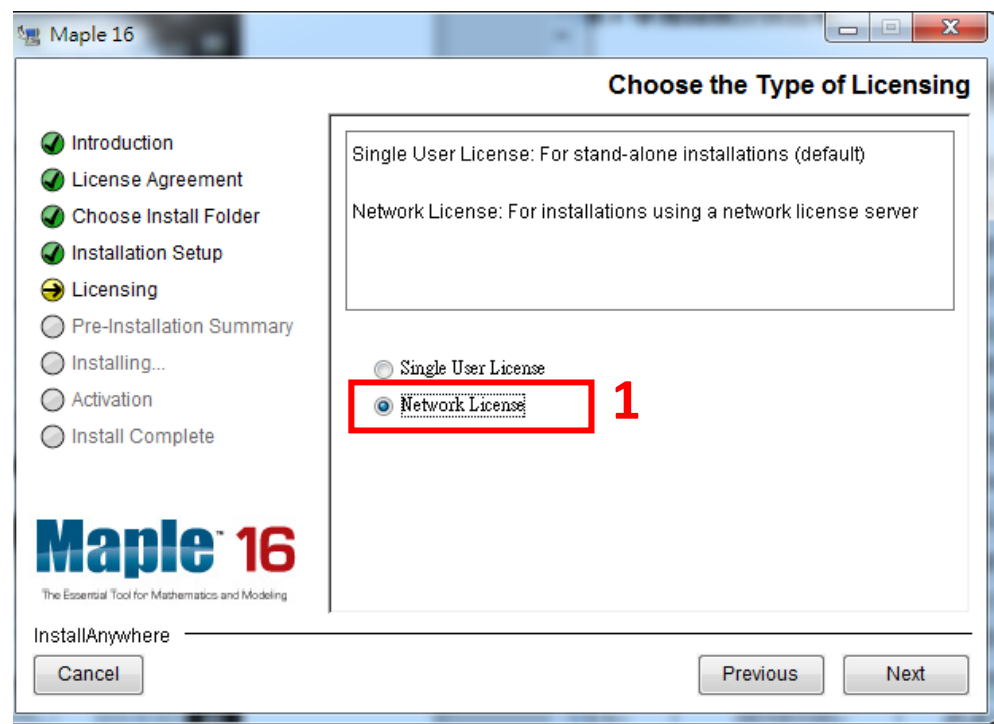 Maple 16
Choose the Type of Licensing
Introduction
License Agreement
Choose Install Folder
Installation Setup
Licensing
Pre-Installation Summary
Installing...
Activation
Install Complete
Single User License: For stand-alone installations (default)
Network License: For installations using a network license server
Single User License
Network License
1
Maple™ 16
The Essential Tool for Mathematics and Modeling
InstallAnywhere
Cancel
Previous
Next